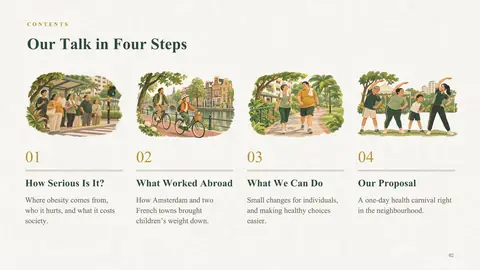 CONTENTS
Our Talk in Four Steps
01
How Serious Is It?
Where obesity comes from,
who it hurts, and what it costs
society.
02
What Worked Abroad
How Amsterdam and two
French towns brought
children's weight down.
03
What We Can Do
Small changes for individuals,
and making healthy choices
easier.
04
Our Proposal
A one-day health carnival right
in the neighbourhood.
02